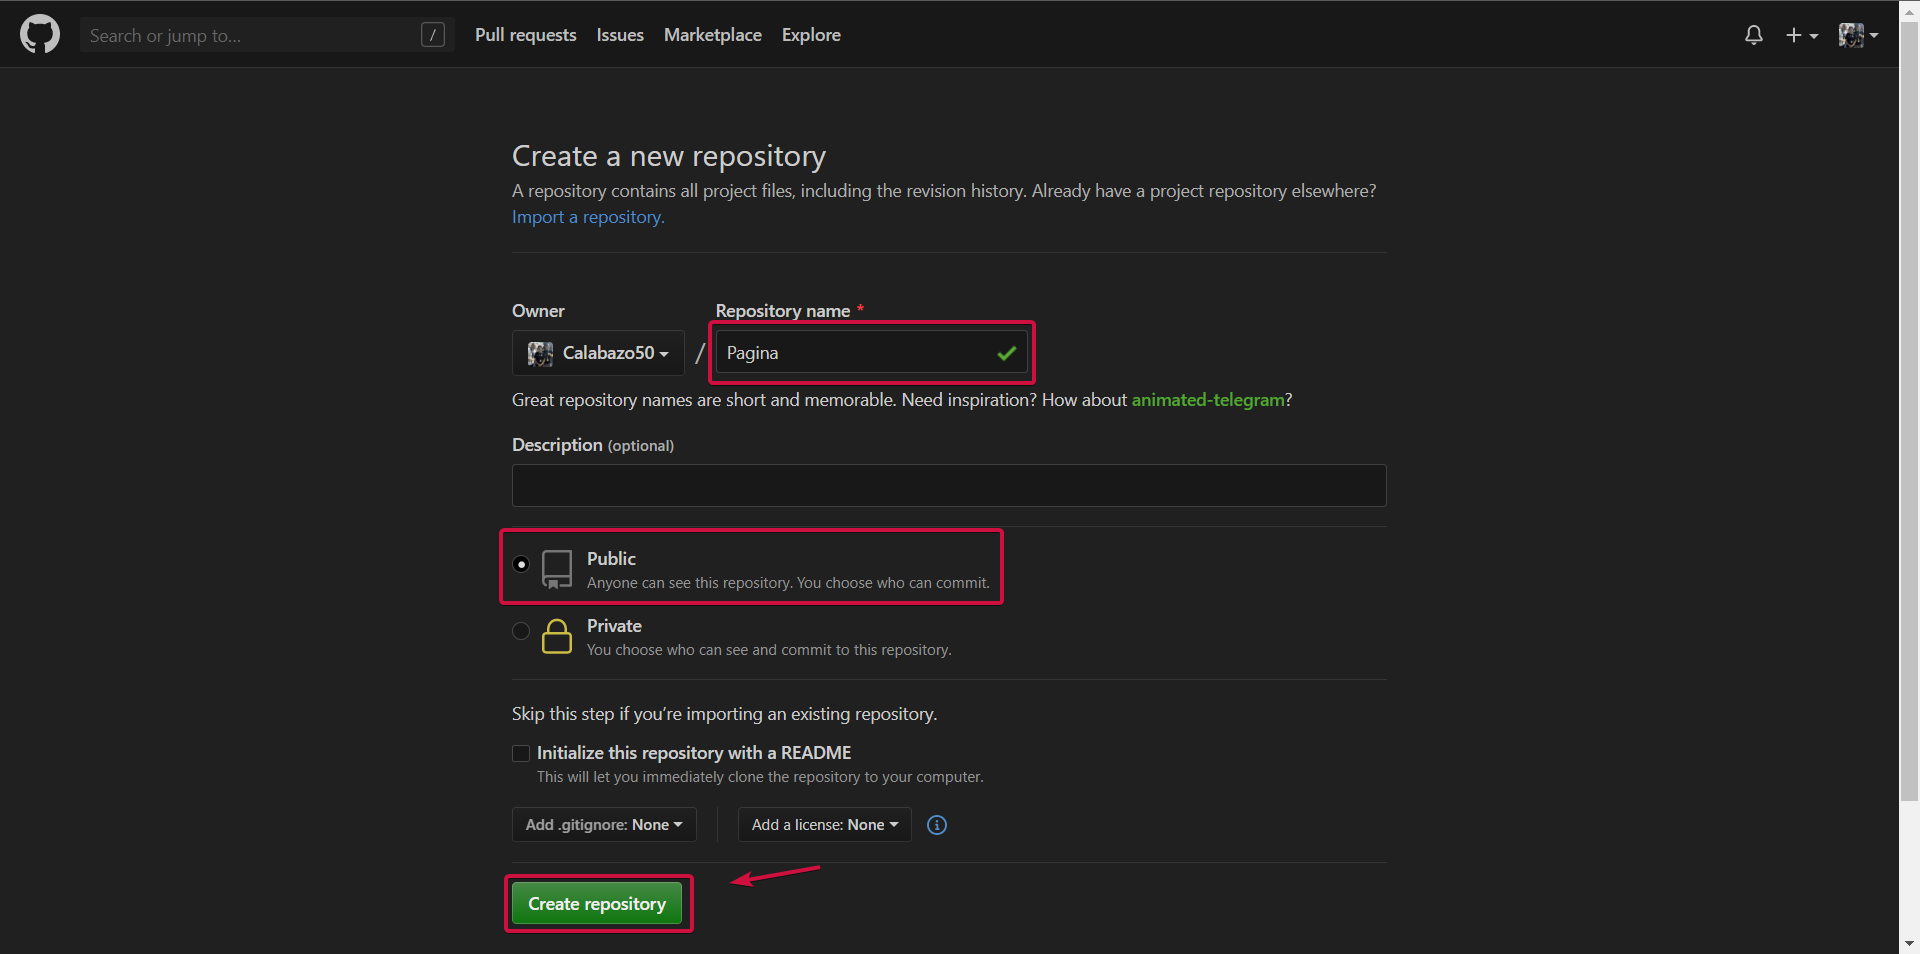 Search or jump to... /
Pull requests Issues Marketplace Explore
Create a new repository
A repository contains all project files, including the revision history. Already have a project repository elsewhere?
Import a repository.
Owner Repository name *
Calabazo50 / Pagina
Great repository names are short and memorable. Need inspiration? How about animated-telegram?
Description (optional)
Public
Anyone can see this repository. You choose who can commit.
Private
You choose who can see and commit to this repository.
Skip this step if you’re importing an existing repository.
Initialize this repository with a README
This will let you immediately clone the repository to your computer.
Add .gitignore: None Add a license: None
Create repository